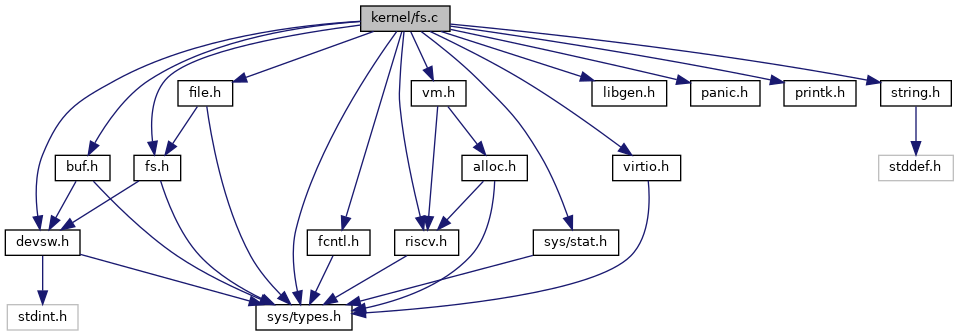 kernel/fs.c
file.h
vm.h
libgen.h
panic.h
printk.h
string.h
buf.h
fs.h
alloc.h
virtio.h
stddef.h
devsw.h
fcntl.h
riscv.h
sys/stat.h
stdint.h
sys/types.h